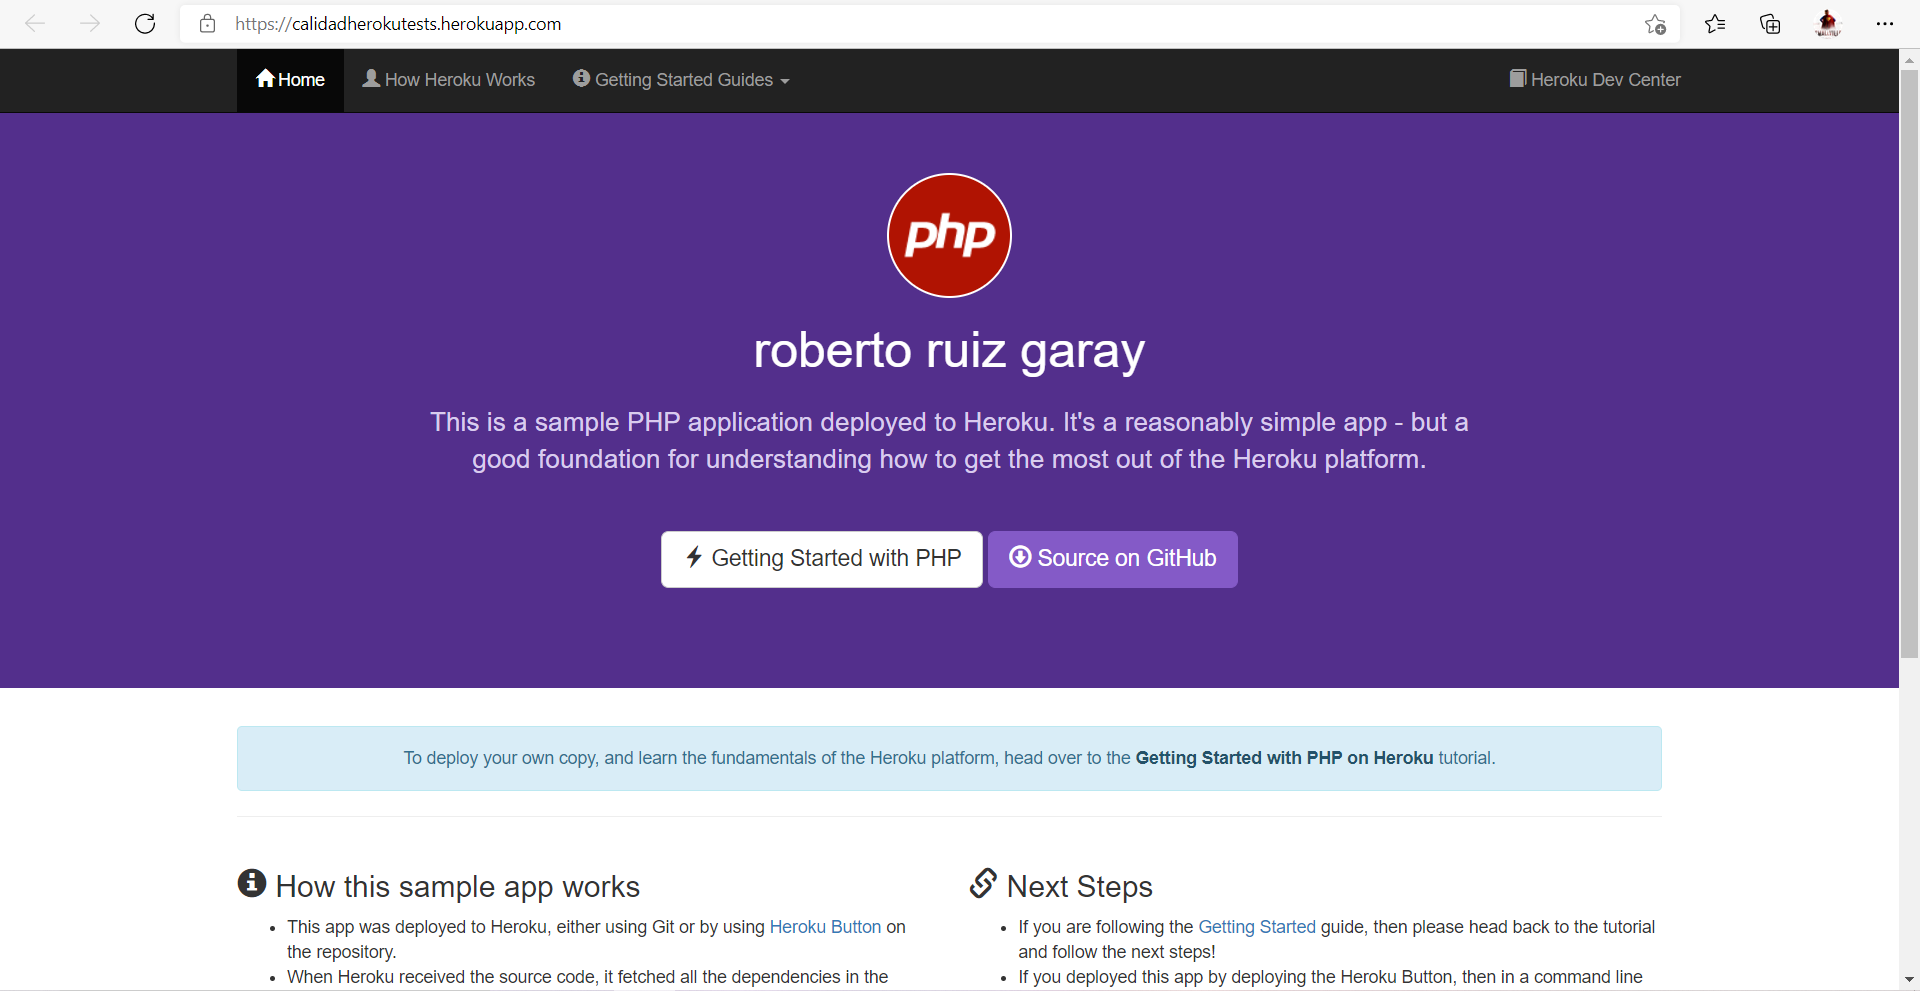 https://calidadherokutests.herokuapp.com
Home
How Heroku Works
Getting Started Guides
Heroku Dev Center
php
roberto ruiz garay
This is a sample PHP application deployed to Heroku. It's a reasonably simple app - but a
good foundation for understanding how to get the most out of the Heroku platform.
Getting Started with PHP
Source on GitHub
To deploy your own copy, and learn the fundamentals of the Heroku platform, head over to the Getting Started with PHP on Heroku tutorial.
How this sample app works
This app was deployed to Heroku, either using Git or by using Heroku Button on
the repository.
When Heroku received the source code, it fetched all the dependencies in the
Next Steps
If you are following the Getting Started guide, then please head back to the tutorial
and follow the next steps!
If you deployed this app by deploying the Heroku Button, then in a command line